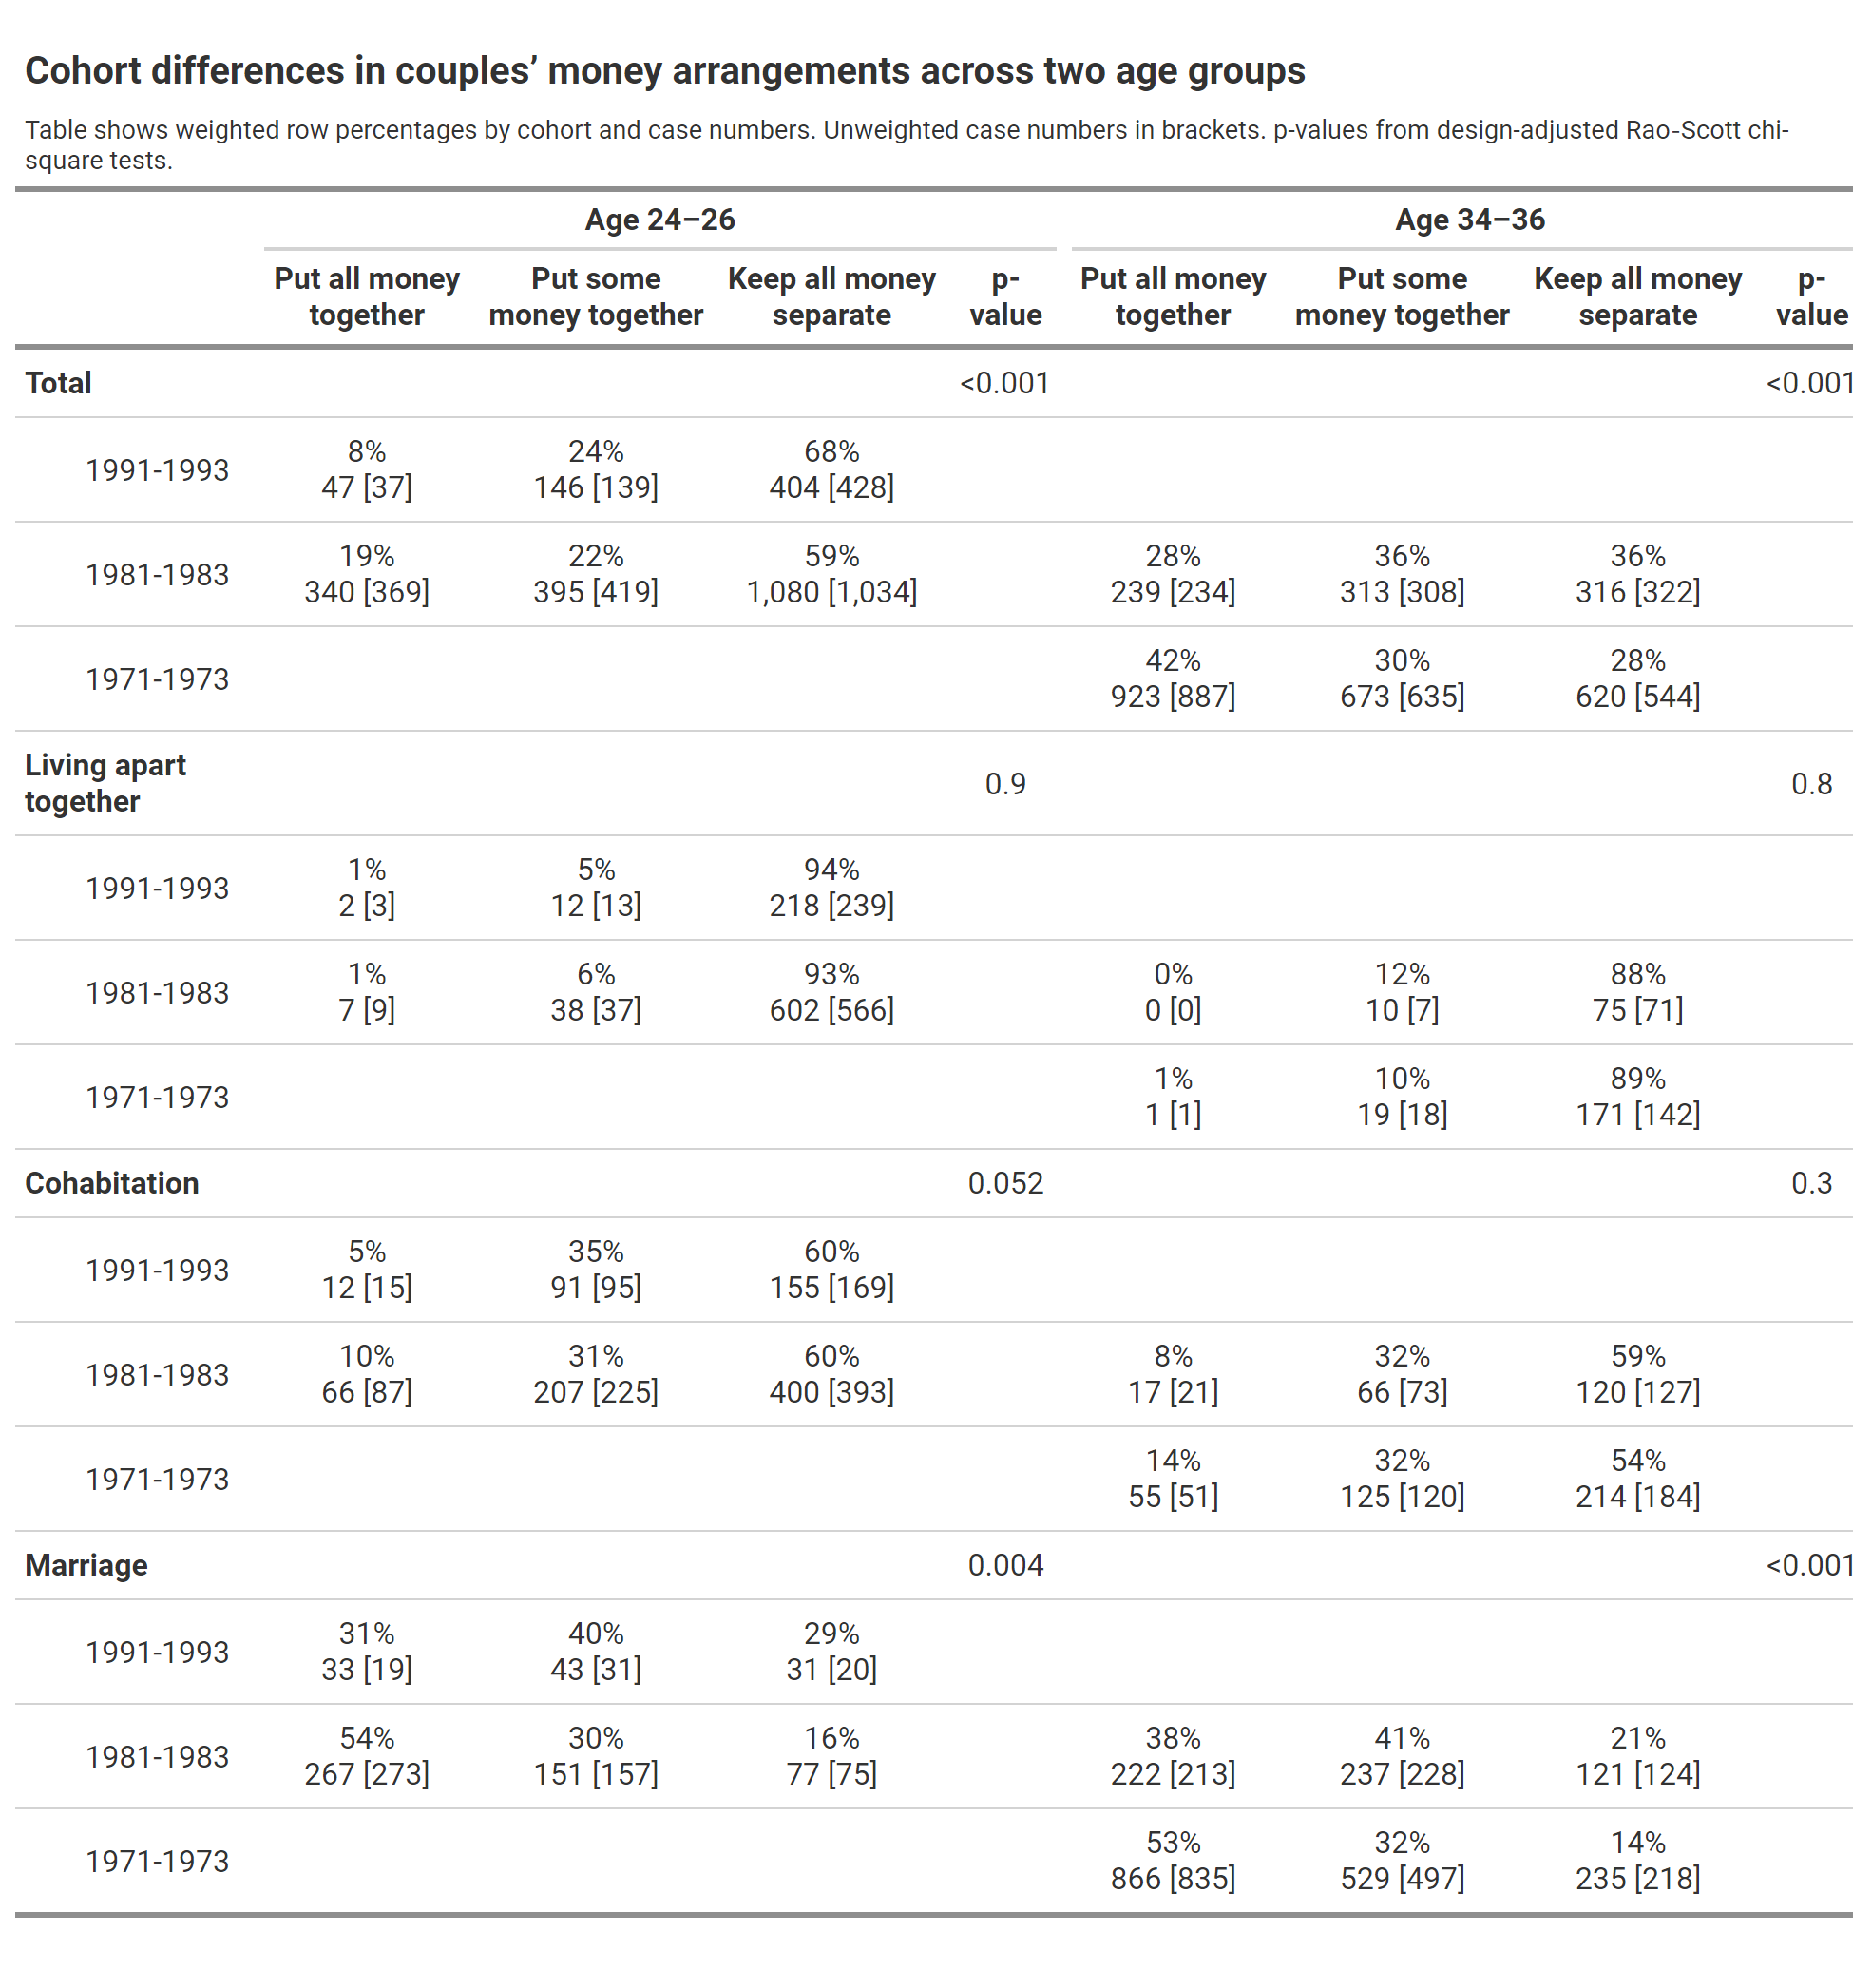 Cohort differences in couples’ money arrangements across two age groups
Table shows weighted row percentages by cohort and case numbers. Unweighted case numbers in brackets. p-values from design-adjusted Rao-Scott chi-
square tests.
Age 24–26 Age 34–36
Put all money Put some Keep all money p- Put all money Put some Keep all money p-
together money together separate value together money together separate value
Total <0.001 <0.001
8% 24% 68%
1991-1993
47 [37] 146 [139] 404 [428]
19% 22% 59% 28% 36% 36%
1981-1983
340 [369] 395 [419] 1,080 [1,034] 239 [234] 313 [308] 316 [322]
42% 30% 28%
1971-1973
923 [887] 673 [635] 620 [544]
Living apart
together 0.9 0.8
1% 5% 94%
1991-1993
2 [3] 12 [13] 218 [239]
1% 6% 93% 0% 12% 88%
1981-1983
7 [9] 38 [37] 602 [566] 0 [0] 10 [7] 75 [71]
1% 10% 89%
1971-1973
1 [1] 19 [18] 171 [142]
Cohabitation 0.052 0.3
5% 35% 60%
1991-1993
12 [15] 91 [95] 155 [169]
10% 31% 60% 8% 32% 59%
1981-1983
66 [87] 207 [225] 400 [393] 17 [21] 66 [73] 120 [127]
14% 32% 54%
1971-1973
55 [51] 125 [120] 214 [184]
Marriage 0.004 <0.001
31% 40% 29%
1991-1993
33 [19] 43 [31] 31 [20]
54% 30% 16% 38% 41% 21%
1981-1983
267 [273] 151 [157] 77 [75] 222 [213] 237 [228] 121 [124]
53% 32% 14%
1971-1973
866 [835] 529 [497] 235 [218]